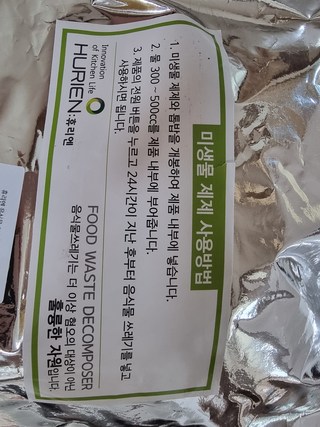 미생물 제제 사용방법
1. 미생물 제제와 톱밥을 개봉하여 제품 내부에 넣습니다.
2. 물 300 ~ 500cc를 제품 내부에 부어줍니다.
3. 제품의 전원 버튼을 누르고 24시간이 지난 후부터 음식물 쓰레기를 넣고
사용하시면 됩니다.
Innovation
of Kitchen Life
HURIEN:휴리엔
FOOD WASTE DECOMPOSER
음식물쓰레기는 더 이상 혐오의 대상이 아닌
훌륭한 자원입니다